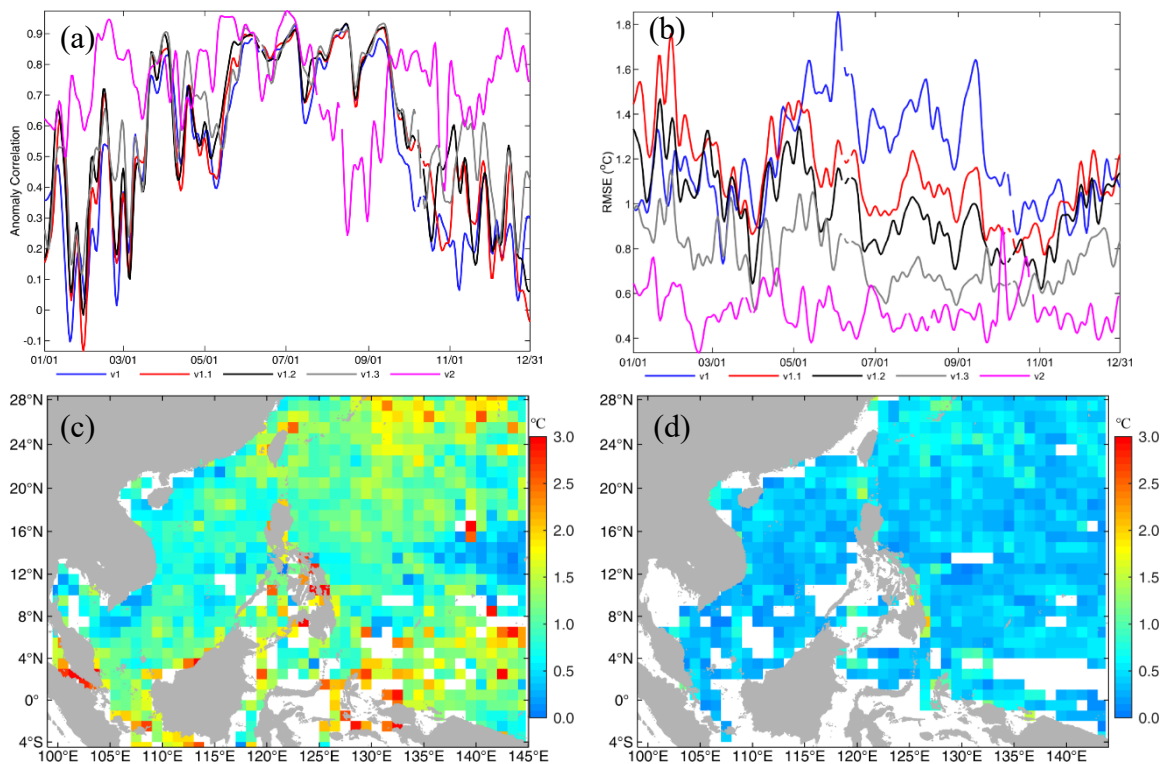 (a)
Anomaly Correlation
0.9
0.8
0.7
0.6
0.5
0.4
0.3
0.2
0.1
0
-0.1
01/01 03/01 05/01 07/01 09/01 11/01 12/31
v1 v1.1 v1.2 v1.3 v2
(b)
RMSE (°C)
1.8
1.6
1.4
1.2
1
0.8
0.6
0.4
01/01 03/01 05/01 07/01 09/01 11/01 12/31
v1 v1.1 v1.2 v1.3 v2
(c)
24°N
20°N
16°N
12°N
8°N
4°N
0°
4°S
100°E 105°E 110°E 115°E 120°E 125°E 130°E 135°E 140°E 145°E
°C
3.0
2.5
2.0
1.5
1.0
0.5
0.0
(d)
28°N
24°N
20°N
16°N
12°N
8°N
4°N
0°
4°S
100°E 105°E 110°E 115°E 120°E 125°E 130°E 135°E 140°E
°C
3.0
2.5
2.0
1.5
1.0
0.5
0.0